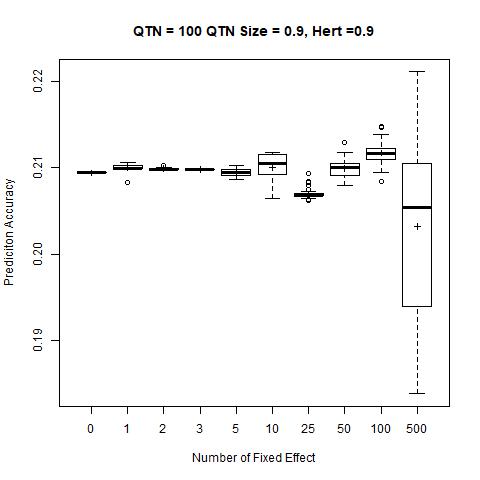 QTN = 100 QTN Size = 0.9, Hert =0.9
0.22
0.21
0.20
0.19
Prediciton Accuracy
0 1 2 3 5 10 25 50 100 500
Number of Fixed Effect